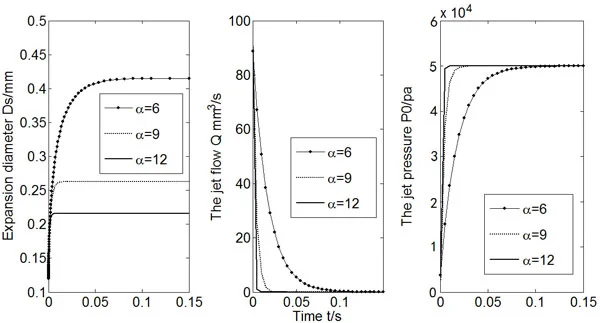 Expansion diameter Ds/mm
0.5
0.45
0.4
0.35
0.3
0.25
0.2
0.15
0.1
0
0.05
0.1
0.15
α=6
α=9
α=12
The jet flow Q mm³/s
100
80
60
40
20
0
0
0.05
0.1
Time t/s
α=6
α=9
α=12
The jet pressure P0/pa
x 10⁴
6
5
4
3
2
1
0
0
0.05
0.1
0.15
α=6
α=9
α=12